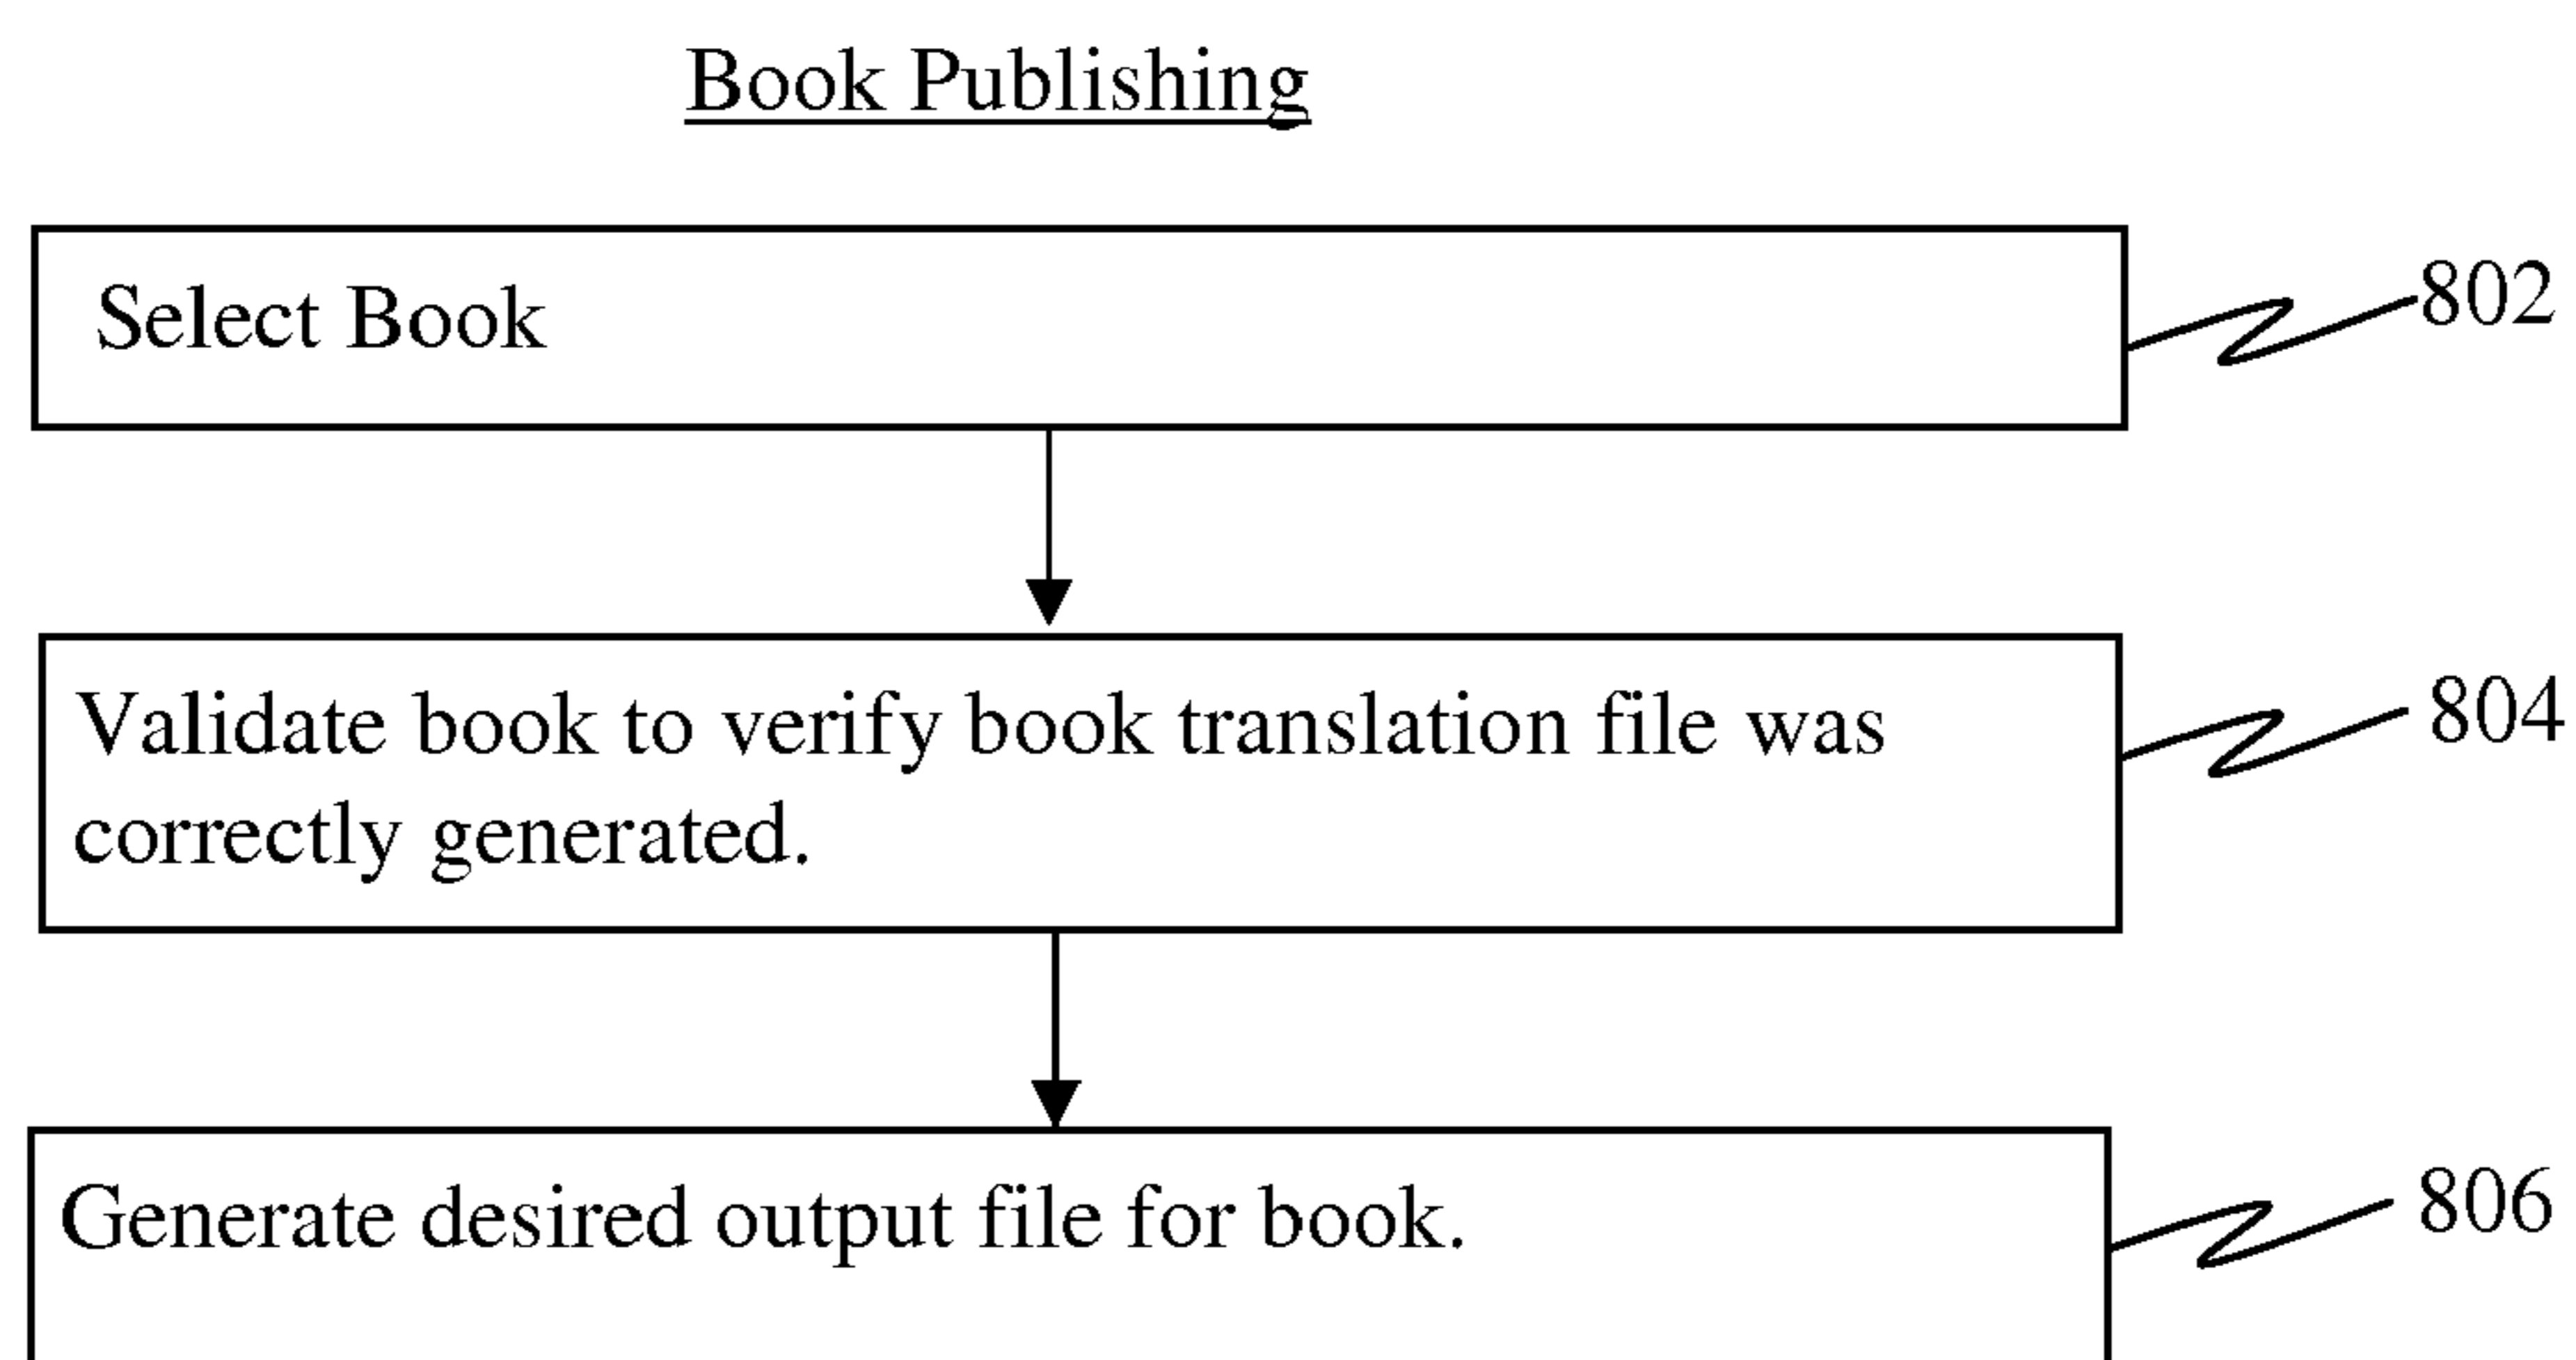 Book Publishing
Select Book
802
Validate book to verify book translation file was
correctly generated.
804
Generate desired output file for book.
806